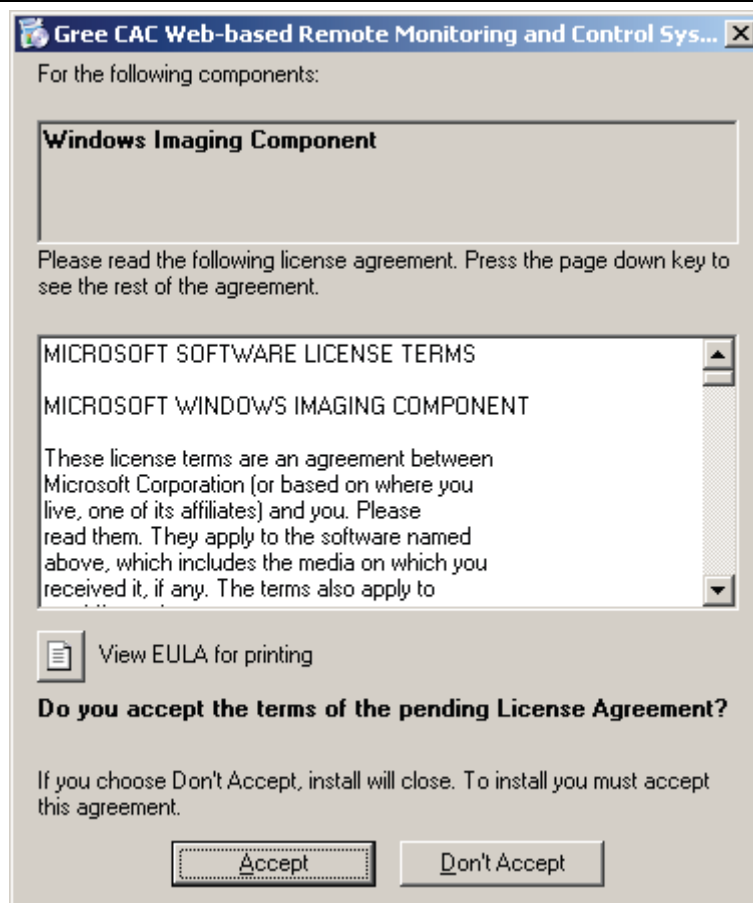 Gree CAC Web-based Remote Monitoring and Control Sys...
For the following components:
Windows Imaging Component
Please read the following license agreement. Press the page down key to
see the rest of the agreement.
MICROSOFT SOFTWARE LICENSE TERMS
MICROSOFT WINDOWS IMAGING COMPONENT
These license terms are an agreement between
Microsoft Corporation (or based on where you
live, one of its affiliates) and you. Please
read them. They apply to the software named
above, which includes the media on which you
received it, if any. The terms also apply to
View EULA for printing
Do you accept the terms of the pending License Agreement?
If you choose Don't Accept, install will close. To install you must accept
this agreement.
Accept
Don't Accept